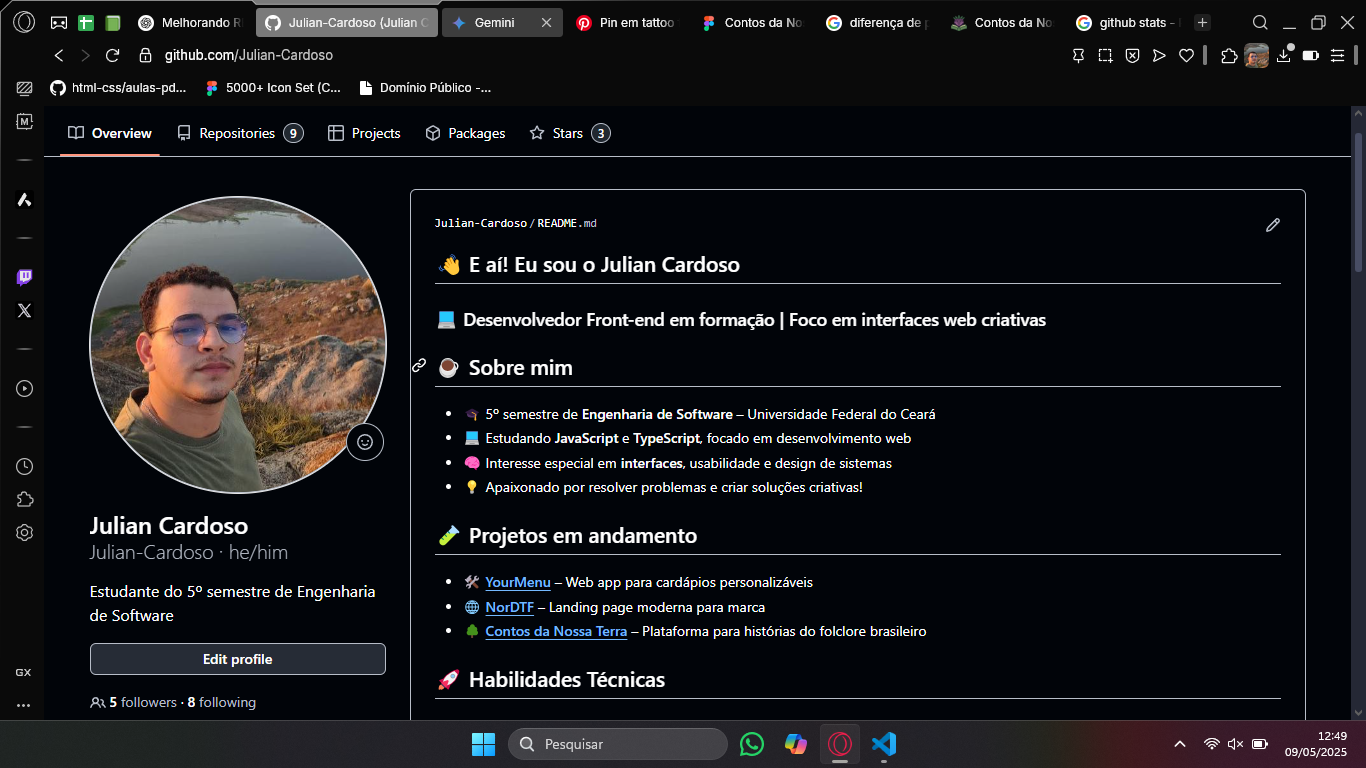 Melhorando R
Julian-Cardoso (Julian C
Gemini
Pin em tattoo
Contos da No
diferença de p
Contos da No
github stats -
github.com/Julian-Cardoso
html-css/aulas-pd...
5000+ Icon Set (C...
Domínio Público -...
Overview
Repositories 9
Projects
Packages
Stars 3
Julian-Cardoso/README.md
👋 E aí! Eu sou o Julian Cardoso
💻 Desenvolvedor Front-end em formação | Foco em interfaces web criativas
☕ Sobre mim
• 🎓 5º semestre de Engenharia de Software – Universidade Federal do Ceará
• 💻 Estudando JavaScript e TypeScript, focado em desenvolvimento web
• 🧠 Interesse especial em interfaces, usabilidade e design de sistemas
• 💡 Apaixonado por resolver problemas e criar soluções criativas!
🧪 Projetos em andamento
• 🛠 YourMenu – Web app para cardápios personalizáveis
• 🌐 NorDTF – Landing page moderna para marca
• 🌳 Contos da Nossa Terra – Plataforma para histórias do folclore brasileiro
🚀 Habilidades Técnicas
Julian Cardoso
Julian-Cardoso · he/him
Estudante do 5º semestre de Engenharia
de Software
Edit profile
5 followers · 8 following
GX
Pesquisar
12:49
09/05/2025